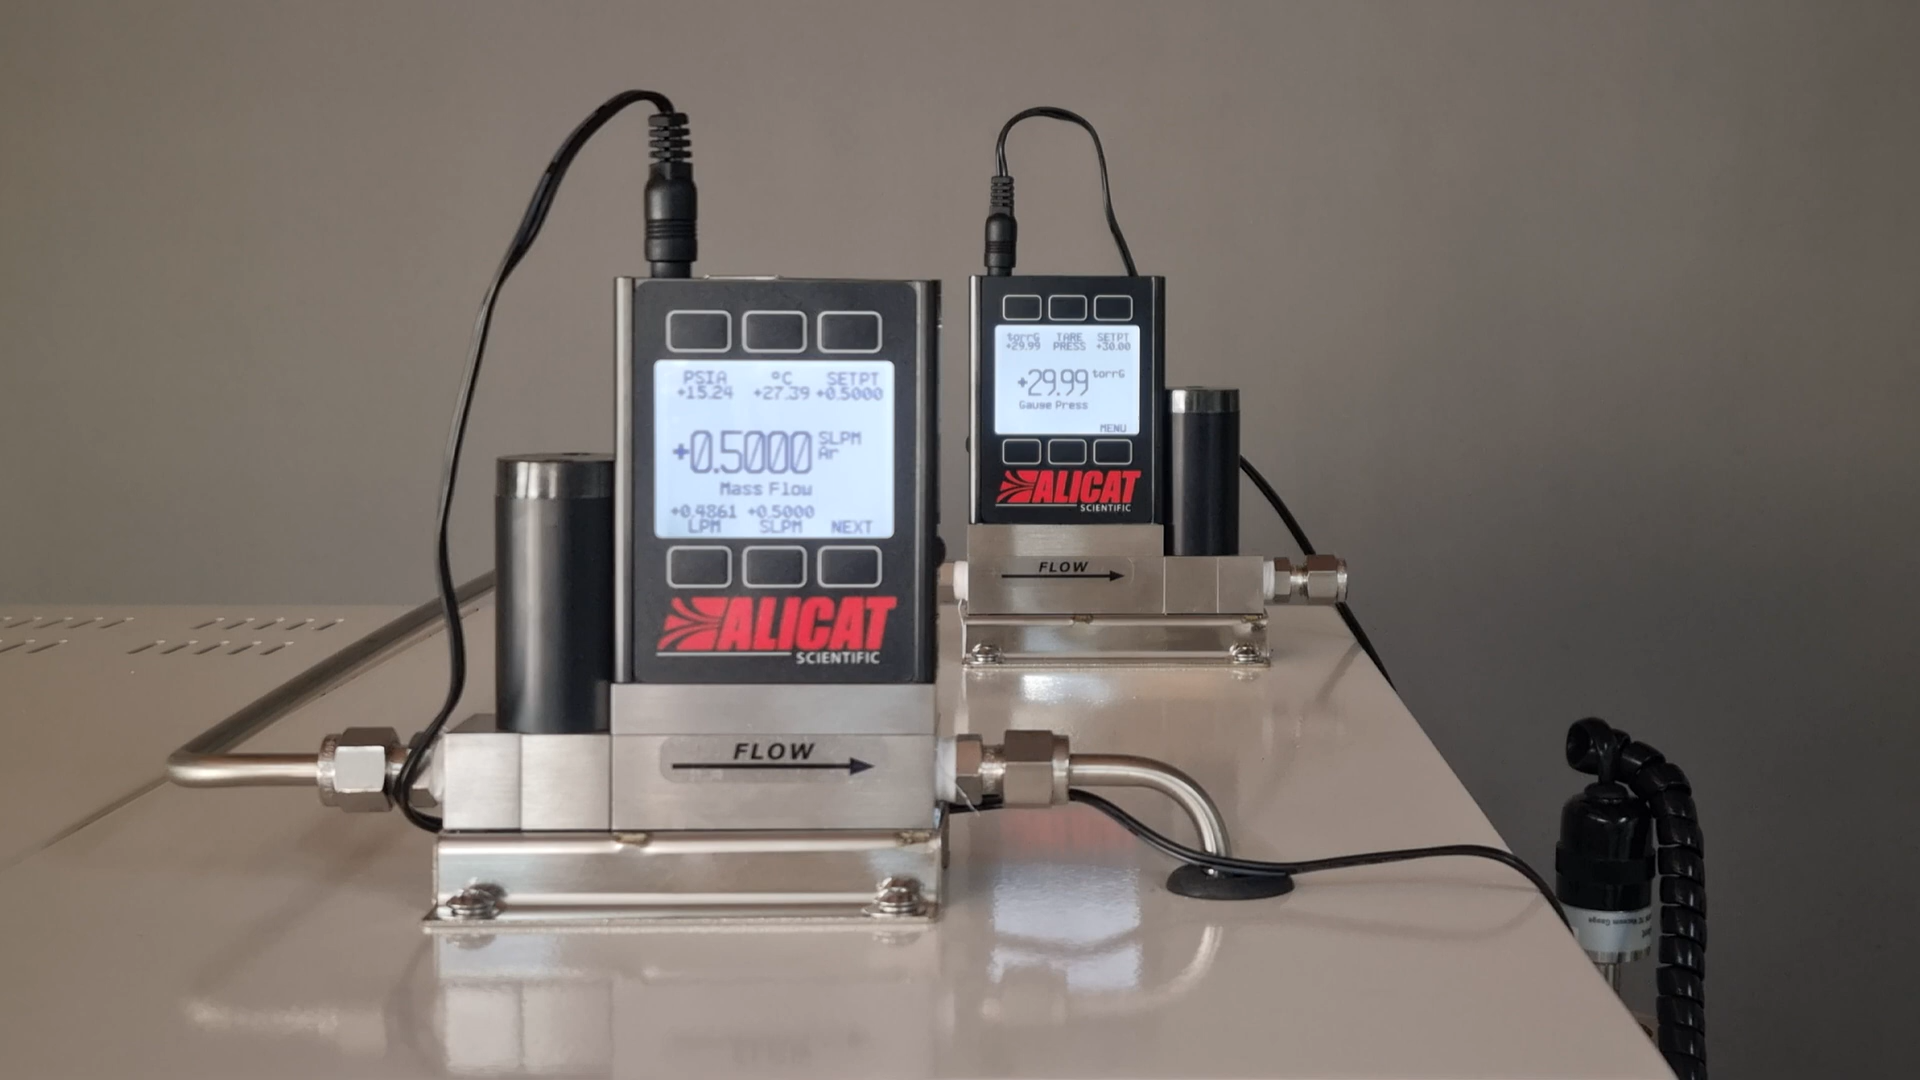 PSIA °C SETPT
+15.24 +27.39 +0.5000
+0.5000 SLPM
Ar
Mass Flow
+0.4861 +0.5000
LPM SLPM NEXT
ALICAT
SCIENTIFIC
FLOW
torrG TARE SETPT
+29.99 PRESS +30.00
+29.99 torrG
Gauge Press
MENU
ALICAT
SCIENTIFIC
FLOW
Vacuum Gauge